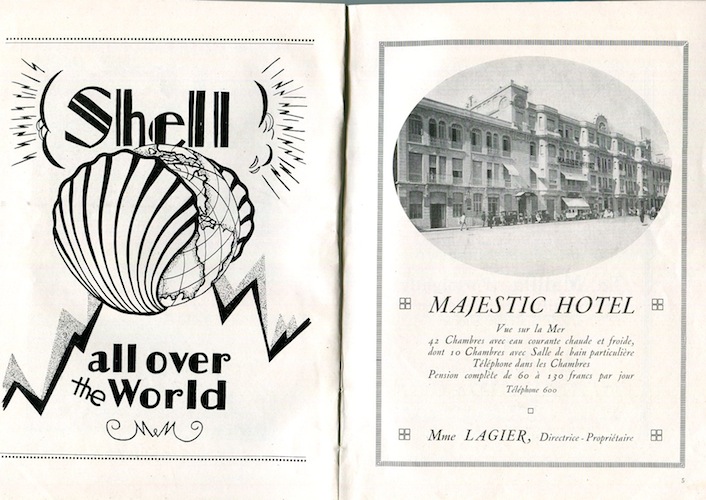 Shell
all over
the World
MAJESTIC HOTEL
Vue sur la Mer
42 Chambres avec eau courante chaude et froide,
dont 10 Chambres avec Salle de bain particulière
Téléphone dans les Chambres
Pension complète de 60 à 130 francs par jour
Téléphone 600
Mme LAGIER, Directrice - Propriétaire
5